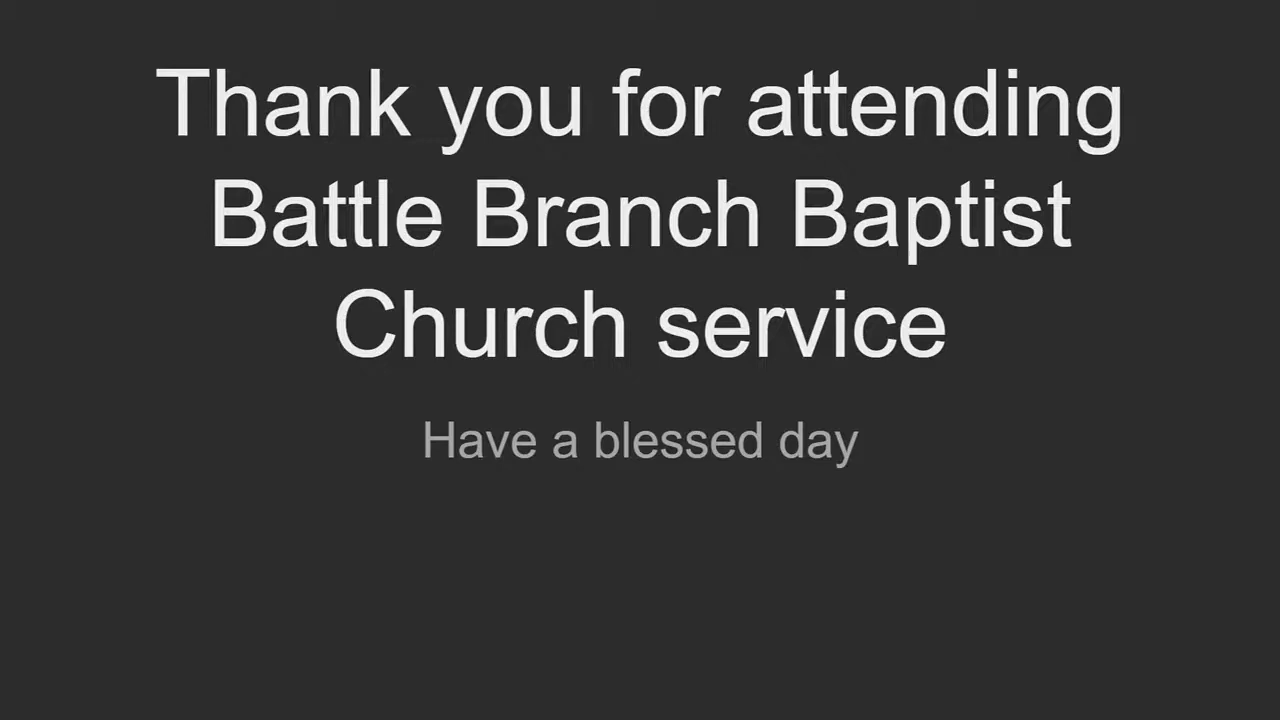 Thank you for attending
Battle Branch Baptist
Church service
Have a blessed day